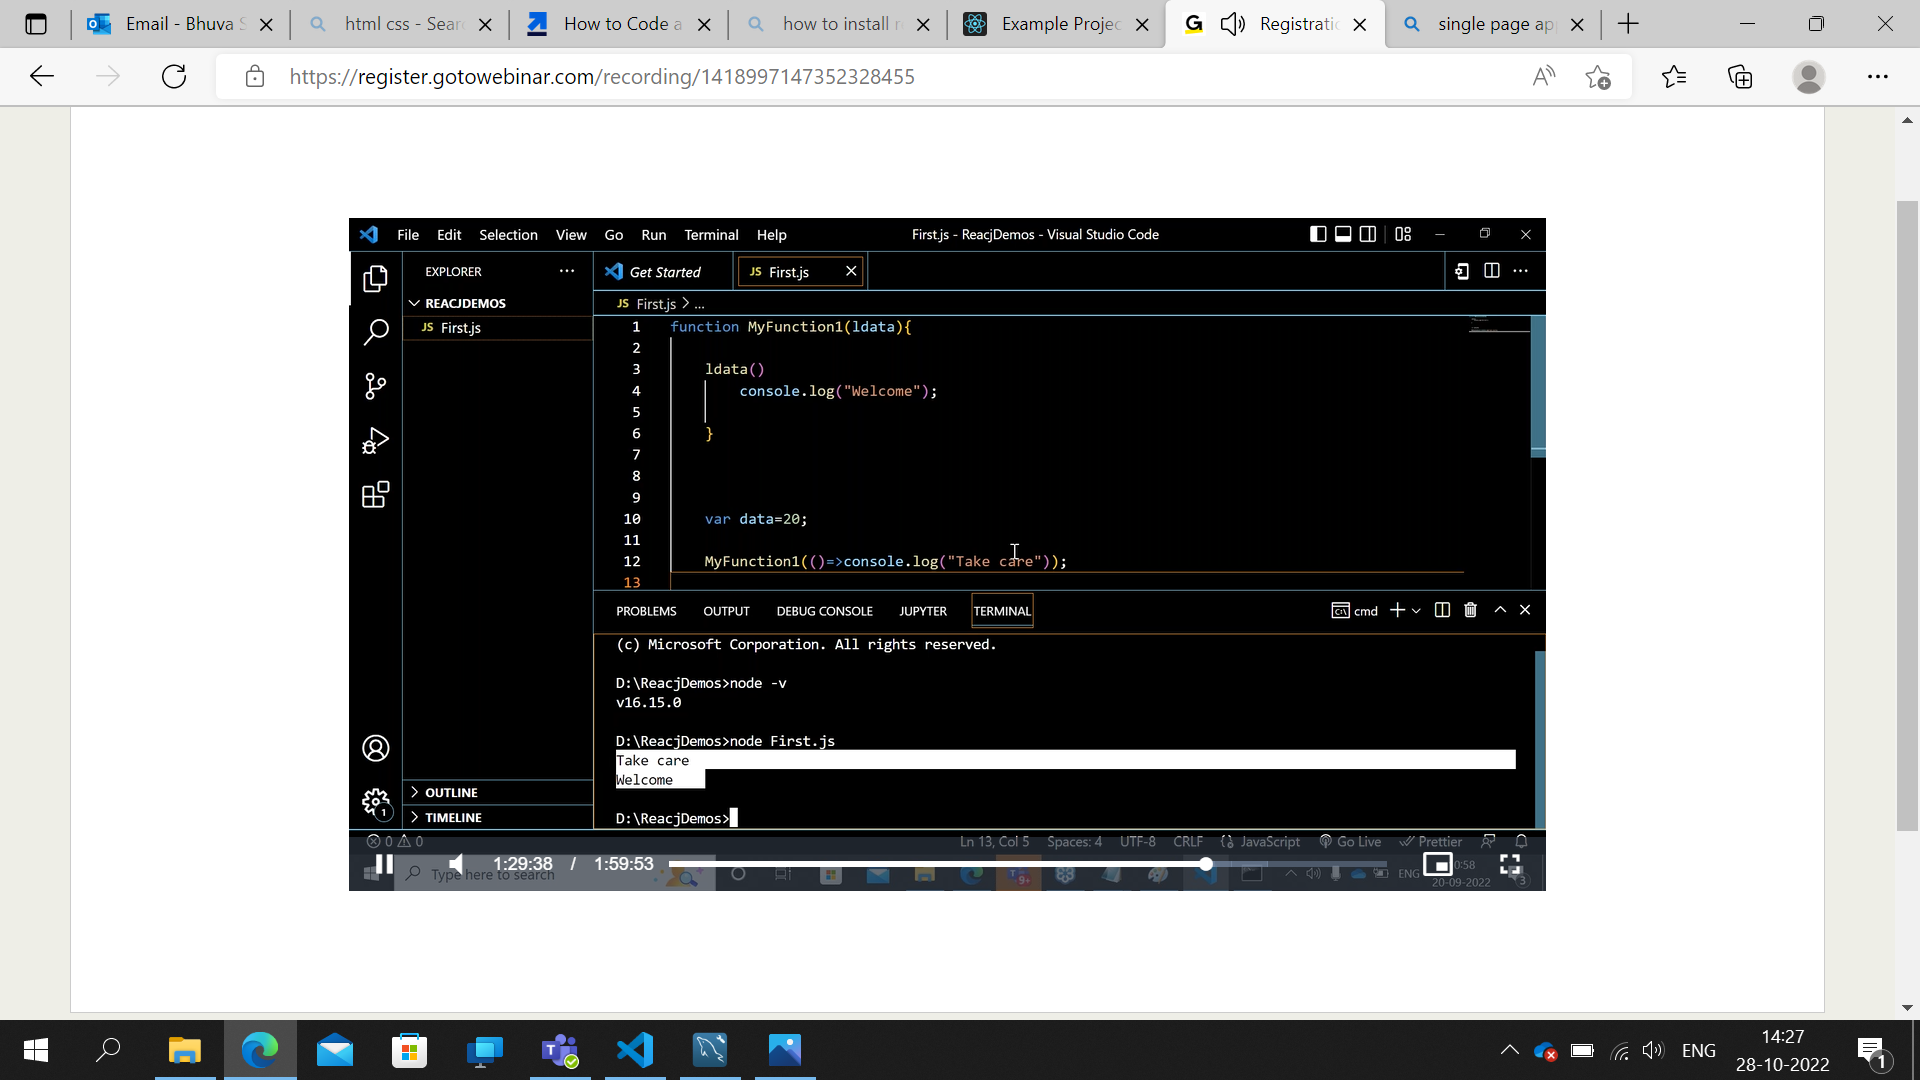 Email - Bhuva S
html css - Sear
How to Code a
how to install r
Example Projec
Registratio
single page ap
https://register.gotowebinar.com/recording/1418997147352328455
File Edit Selection View Go Run Terminal Help
First.js - ReacjDemos - Visual Studio Code
EXPLORER
Get Started
JS First.js
REACJDEMOS
JS First.js > ...
JS First.js
1 function MyFunction1(ldata){
2
3 ldata()
4 console.log("Welcome");
5
6 }
7
8
9
10 var data=20;
11
12 MyFunction1(()=>console.log("Take care"));
13
PROBLEMS OUTPUT DEBUG CONSOLE JUPYTER TERMINAL
cmd
(c) Microsoft Corporation. All rights reserved.
D:\ReacjDemos>node -v
v16.15.0
D:\ReacjDemos>node First.js
Take care
Welcome
D:\ReacjDemos>
1
OUTLINE
TIMELINE
0 0
Ln 13, Col 5 Spaces: 4 UTF-8 CRLF {} JavaScript Go Live Prettier
1:29:38 / 1:59:53
Type here to search
9+
ENG
0:58
20-09-2022
3
ENG
14:27
28-10-2022
1